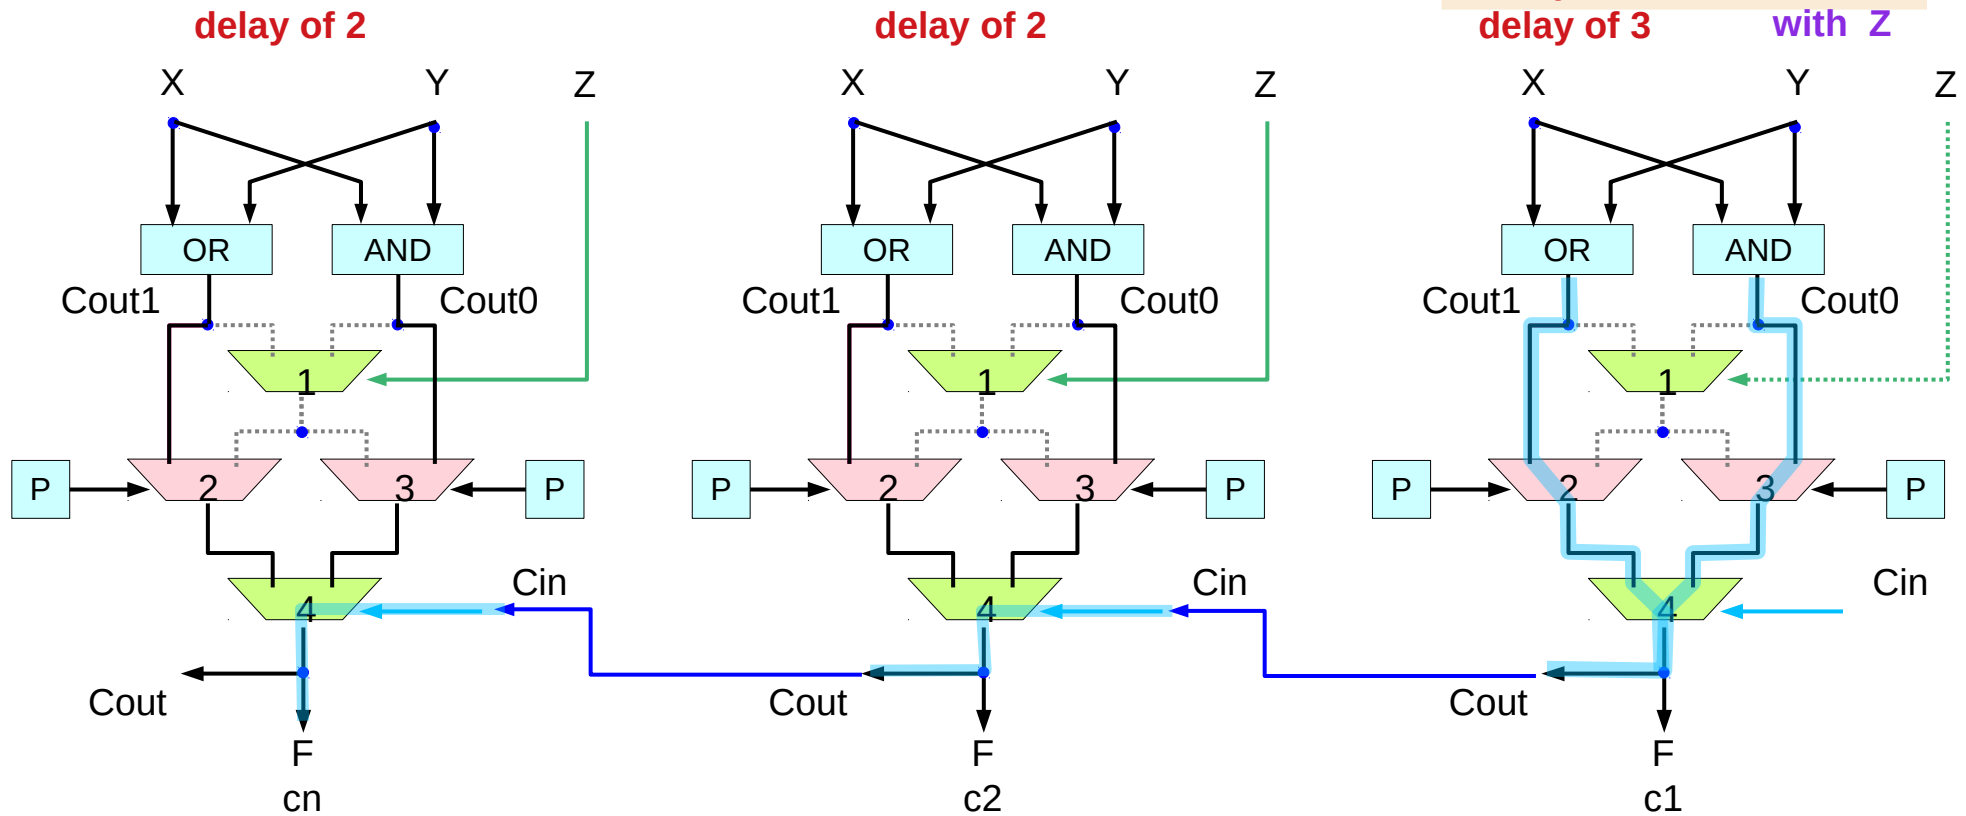 delay of 2 delay of 2 delay of 3 with Z
X Y Z X Y Z X Y Z
OR AND OR AND OR AND
Cout1 Cout0 Cout1 Cout0 Cout1 Cout0
1 1 1
P 2 3 P P 2 3 P P 2 3 P
Cin Cin Cin
4 4 4
Cout Cout Cout
F F F
cn c2 c1